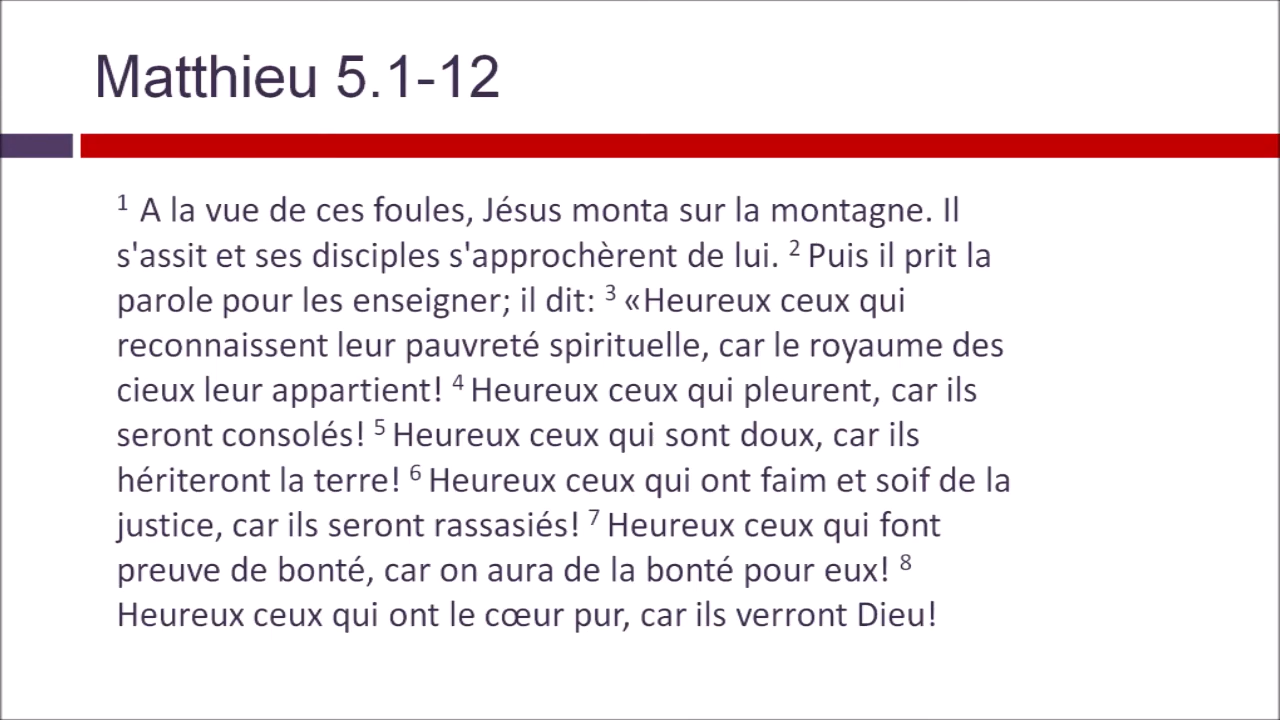 Matthieu 5.1-12
1 A la vue de ces foules, Jésus monta sur la montagne. Il
s'assit et ses disciples s'approchèrent de lui. 2 Puis il prit la
parole pour les enseigner; il dit: 3 «Heureux ceux qui
reconnaissent leur pauvreté spirituelle, car le royaume des
cieux leur appartient! 4 Heureux ceux qui pleurent, car ils
seront consolés! 5 Heureux ceux qui sont doux, car ils
hériteront la terre! 6 Heureux ceux qui ont faim et soif de la
justice, car ils seront rassasiés! 7 Heureux ceux qui font
preuve de bonté, car on aura de la bonté pour eux! 8
Heureux ceux qui ont le cœur pur, car ils verront Dieu!